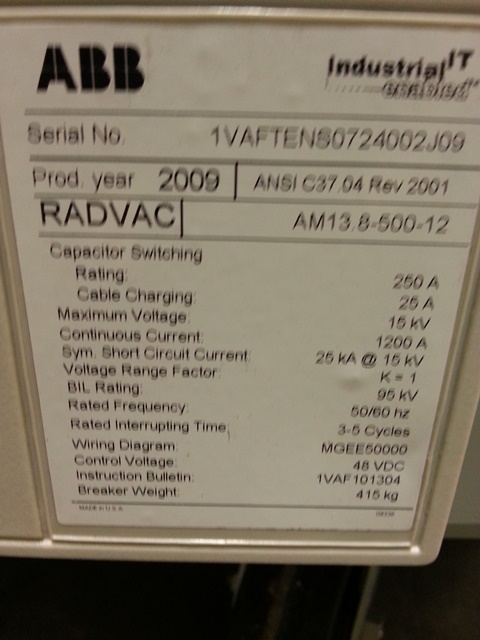 ABB
Industrial IT
enabled
Serial No. 1VAFTENS0724002J09
Prod. year 2009 ANSI C37.04 Rev 2001
RADVAC AM13.8-500-12
Capacitor Switching
Rating: 250 A
Cable Charging: 25 A
Maximum Voltage: 15 kV
Continuous Current: 1200 A
Sym. Short Circuit Current: 25 kA @ 15 kV
Voltage Range Factor: K = 1
BIL Rating: 95 kV
Rated Frequency: 50/60 hz
Rated Interrupting Time: 3-5 Cycles
Wiring Diagram: MGEE50000
Control Voltage: 48 VDC
Instruction Bulletin: 1VAF101304
Breaker Weight: 415 kg
MADE IN U.S.A.